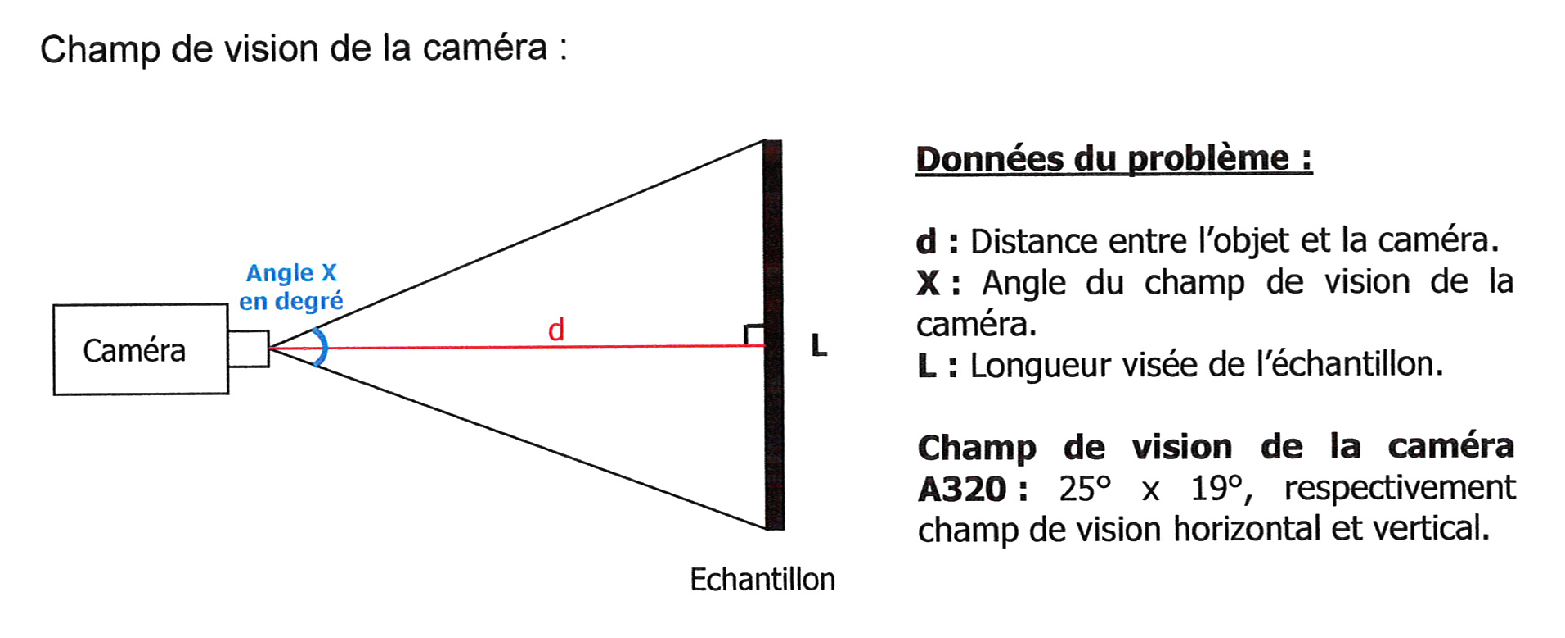 Champ de vision de la caméra :
Données du problème :
d : Distance entre l'objet et la caméra.
X : Angle du champ de vision de la
caméra.
L : Longueur visée de l'échantillon.
Champ de vision de la caméra
A320 : 25° x 19°, respectivement
champ de vision horizontal et vertical.
Angle X
en degré
Caméra
d
L
Echantillon